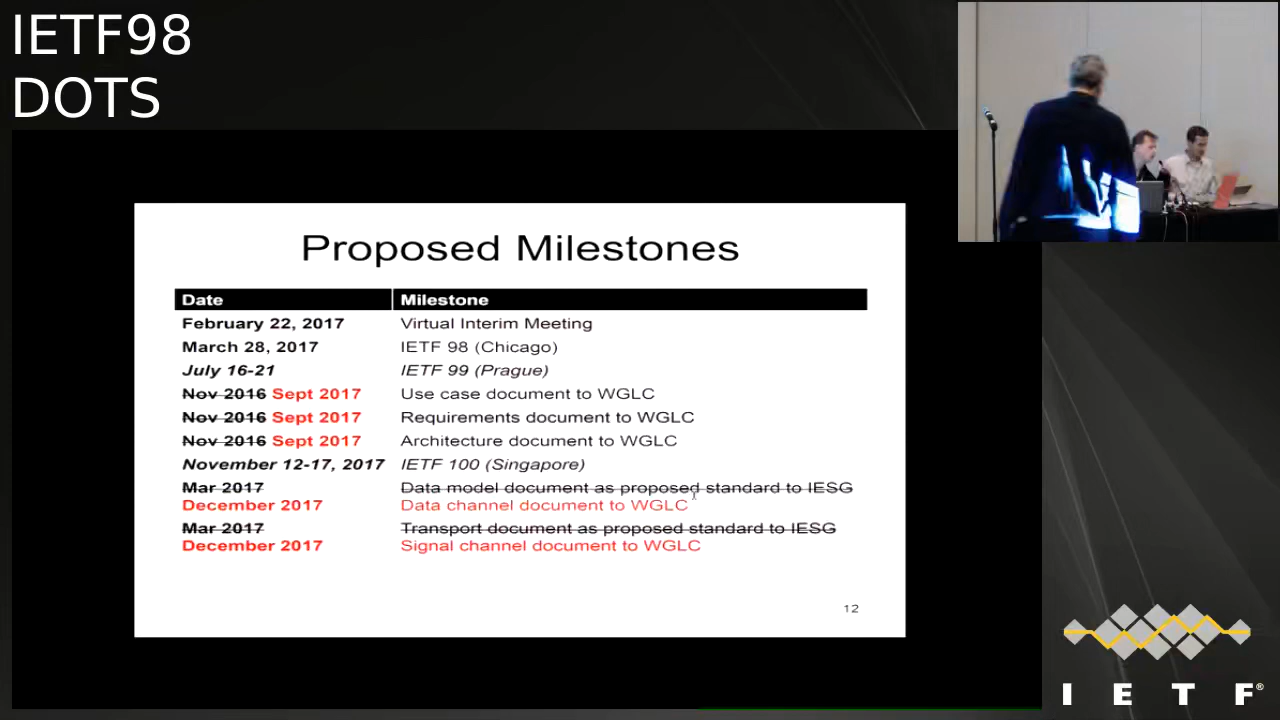 IETF98
DOTS
Proposed Milestones
Date Milestone
February 22, 2017 Virtual Interim Meeting
March 28, 2017 IETF 98 (Chicago)
July 16-21 IETF 99 (Prague)
Nov 2016 Sept 2017 Use case document to WGLC
Nov 2016 Sept 2017 Requirements document to WGLC
Nov 2016 Sept 2017 Architecture document to WGLC
November 12-17, 2017 IETF 100 (Singapore)
Mar 2017 Data model document as proposed standard to IESG
December 2017 Data channel document to WGLC
Mar 2017 Transport document as proposed standard to IESG
December 2017 Signal channel document to WGLC
12
I E T F®